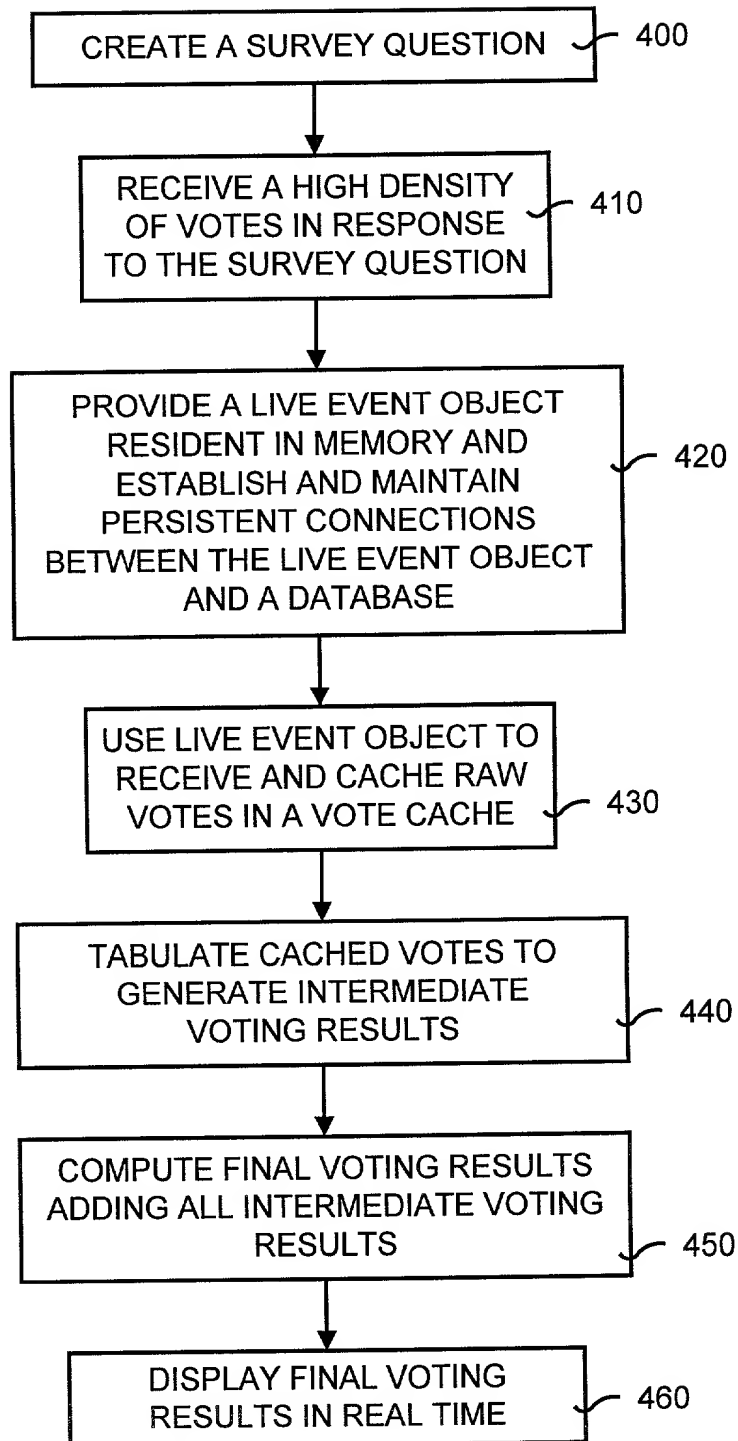 CREATE A SURVEY QUESTION
400
RECEIVE A HIGH DENSITY
OF VOTES IN RESPONSE
TO THE SURVEY QUESTION
410
PROVIDE A LIVE EVENT OBJECT
RESIDENT IN MEMORY AND
ESTABLISH AND MAINTAIN
PERSISTENT CONNECTIONS
BETWEEN THE LIVE EVENT OBJECT
AND A DATABASE
420
USE LIVE EVENT OBJECT TO
RECEIVE AND CACHE RAW
VOTES IN A VOTE CACHE
430
TABULATE CACHED VOTES TO
GENERATE INTERMEDIATE
VOTING RESULTS
440
COMPUTE FINAL VOTING RESULTS
ADDING ALL INTERMEDIATE VOTING
RESULTS
450
DISPLAY FINAL VOTING
RESULTS IN REAL TIME
460